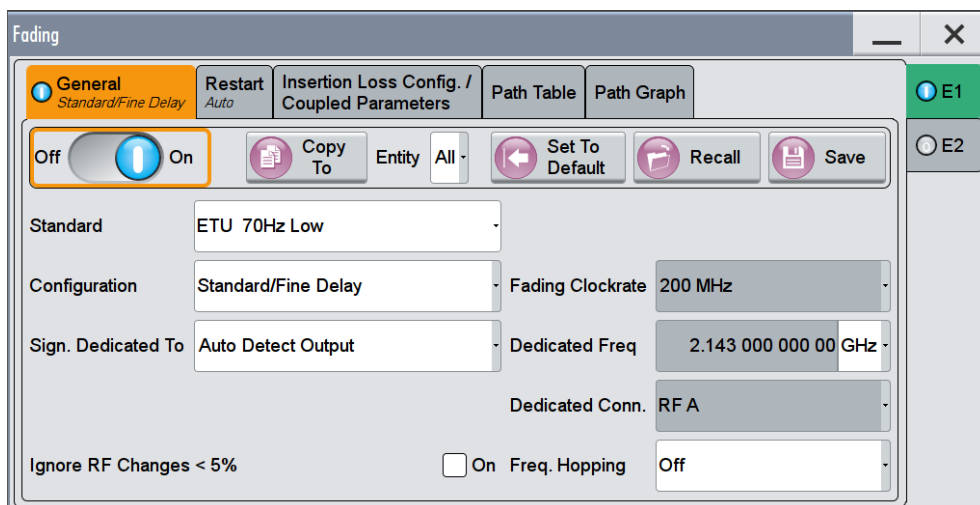 Fading
General
Standard/Fine Delay
Restart
Auto
Insertion Loss Config. /
Coupled Parameters
Path Table
Path Graph
E1
E2
Off On
Copy
To
Entity All
Set To
Default
Recall
Save
Standard ETU 70Hz Low
Configuration Standard/Fine Delay Fading Clockrate 200 MHz
Sign. Dedicated To Auto Detect Output Dedicated Freq 2.143 000 000 00 GHz
Dedicated Conn. RF A
Ignore RF Changes < 5% On Freq. Hopping Off